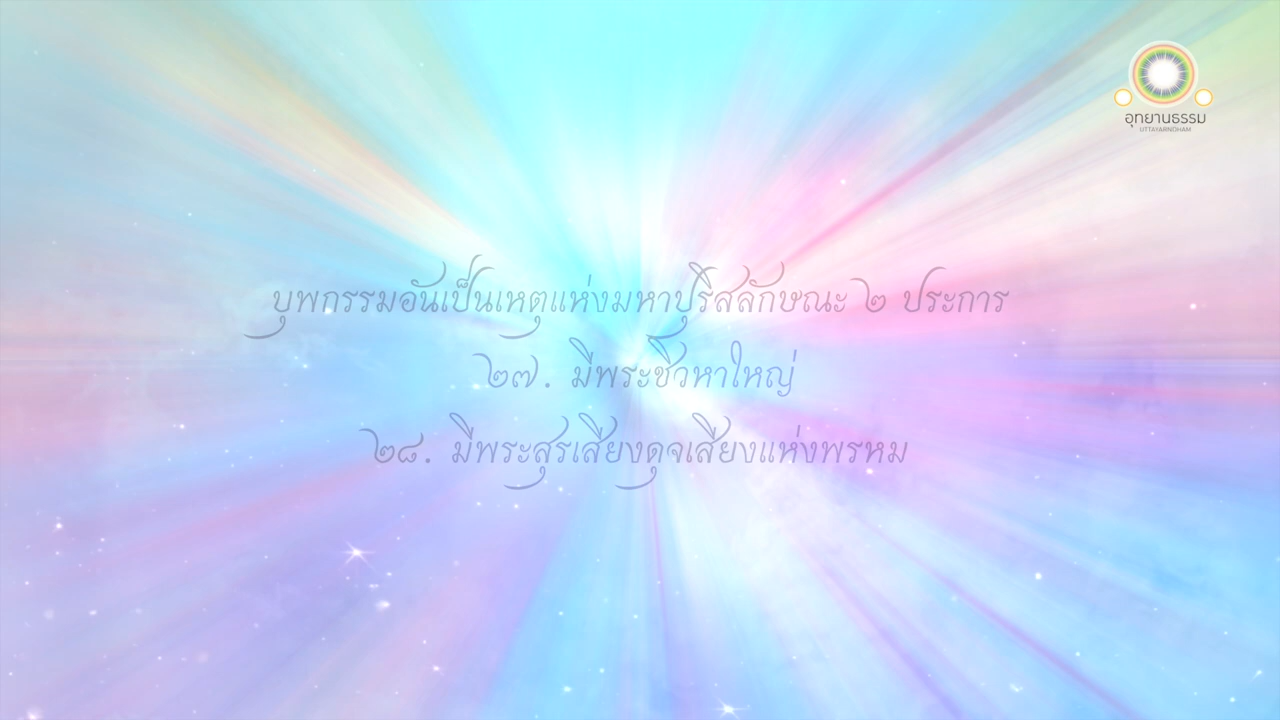 อุทยานธรรม
UTTAYARNDHAM
บุพกรรมอันเป็นเหตุแห่งมหาปุริสลักษณะ ๒ ประการ
๒๗. มีพระชิวหาใหญ่
๒๘. มีพระสุรเสียงดุจเสียงแห่งพรหม